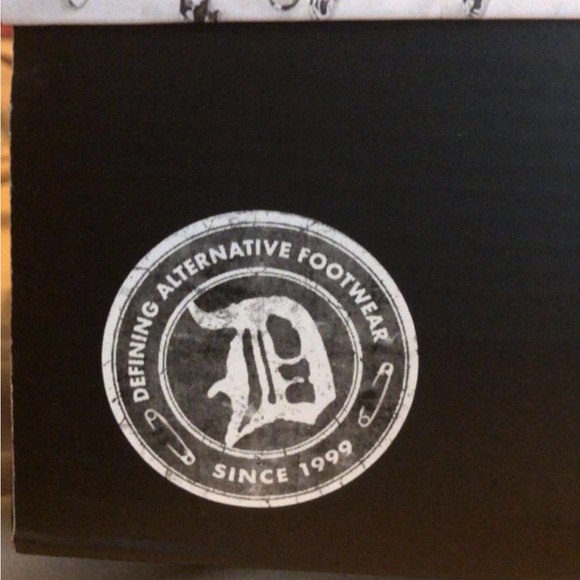 DEFINING ALTERNATIVE FOOTWEAR
D
SINCE 1999